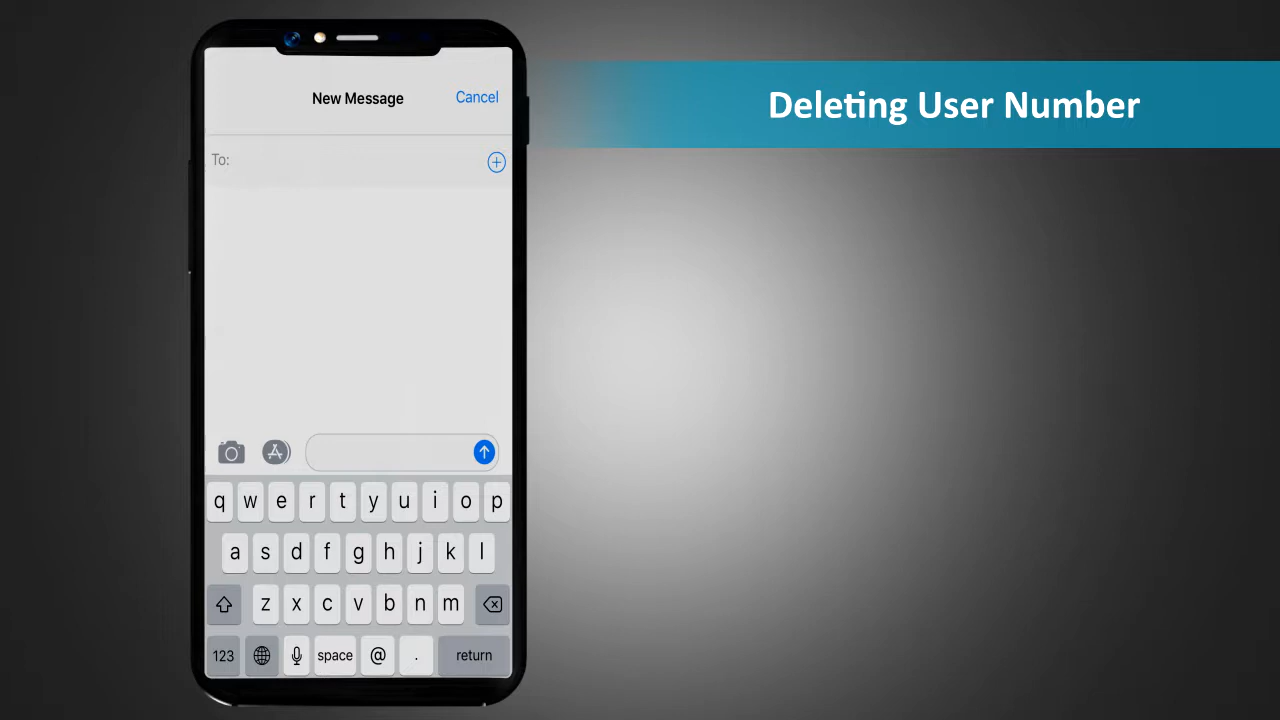 New Message
Cancel
Deleting User Number
To:
q w e r t y u i o p
a s d f g h j k l
z x c v b n m
123 space @ . return